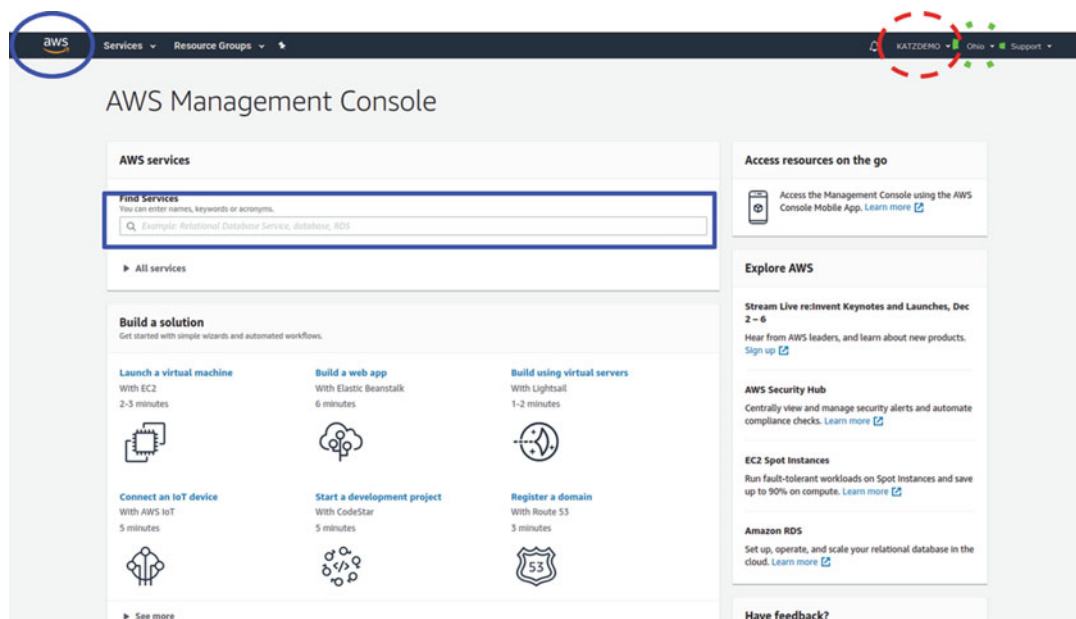 aws Services Resource Groups KATZDEMO Ohio Support
AWS Management Console
AWS services
Find Services
You can enter names, keywords or acronyms.
Example: Relational Database Service, database, RDS
All services
Build a solution
Get started with simple wizards and automated workflows.
Launch a virtual machine
With EC2
2-3 minutes
Build a web app
With Elastic Beanstalk
6 minutes
Build using virtual servers
With Lightsail
1-2 minutes
Connect an IoT device
With AWS IoT
5 minutes
Start a development project
With CodeStar
5 minutes
Register a domain
With Route 53
3 minutes
53
See more
Access resources on the go
Access the Management Console using the AWS
Console Mobile App. Learn more
Explore AWS
Stream Live re:Invent Keynotes and Launches, Dec
2 – 6
Hear from AWS leaders, and learn about new products.
Sign up
AWS Security Hub
Centrally view and manage security alerts and automate
compliance checks. Learn more
EC2 Spot Instances
Run fault-tolerant workloads on Spot Instances and save
up to 90% on compute. Learn more
Amazon RDS
Set up, operate, and scale your relational database in the
cloud. Learn more
Have feedback?